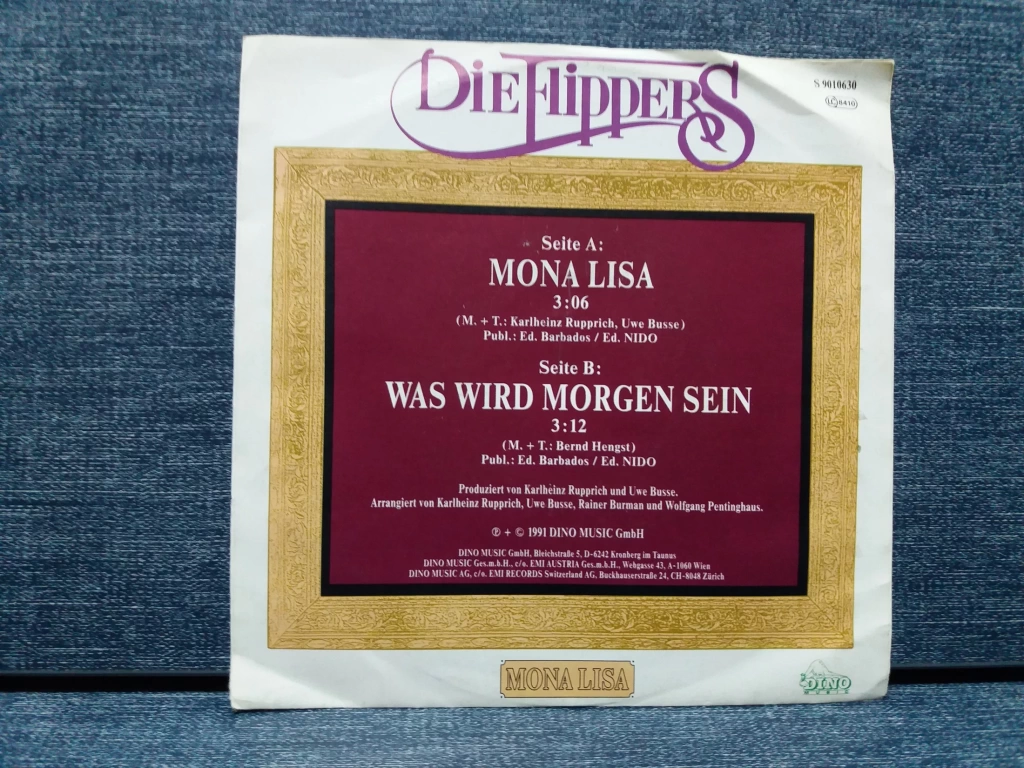 DIE FLIPPERS
S 9010630
LC 8410
Seite A:
MONA LISA
3:06
(M. + T.: Karlheinz Rupprich, Uwe Busse)
Publ.: Ed. Barbados / Ed. NIDO
Seite B:
WAS WIRD MORGEN SEIN
3:12
(M. + T.: Bernd Hengst)
Publ.: Ed. Barbados / Ed. NIDO
Produziert von Karlheinz Rupprich und Uwe Busse.
Arrangiert von Karlheinz Rupprich, Uwe Busse, Rainer Burman und Wolfgang Pentinghaus.
℗ + © 1991 DINO MUSIC GmbH
DINO MUSIC GmbH, Bleichstraße 5, D-6242 Kronberg im Taunus
DINO MUSIC Ges.m.b.H., c/o. EMI AUSTRIA Ges.m.b.H., Webgasse 43, A-1060 Wien
DINO MUSIC AG, c/o. EMI RECORDS Switzerland AG, Buckhauserstraße 24, CH-8048 Zürich
MONA LISA
DINO